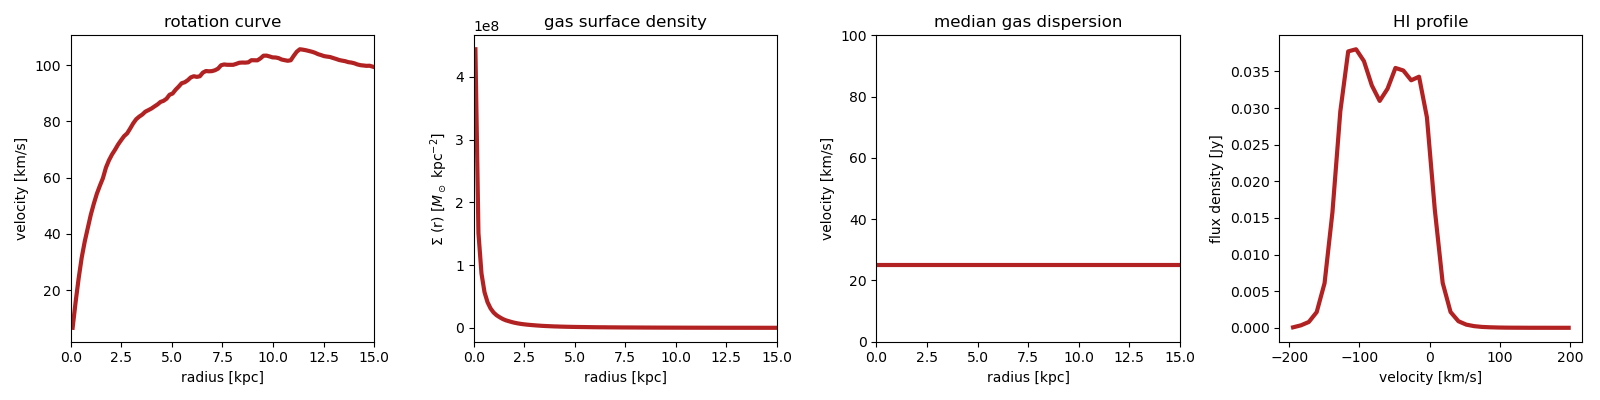 rotation curve
velocity [km/s]
100
80
60
40
20
0.0 2.5 5.0 7.5 10.0 12.5 15.0
radius [kpc]
gas surface density
1e8
Σ (r) [M⊙ kpc⁻²]
4
3
2
1
0
0.0 2.5 5.0 7.5 10.0 12.5 15.0
radius [kpc]
median gas dispersion
velocity [km/s]
100
80
60
40
20
0
0.0 2.5 5.0 7.5 10.0 12.5 15.0
radius [kpc]
HI profile
flux density [Jy]
0.035
0.030
0.025
0.020
0.015
0.010
0.005
0.000
−200 −100 0 100 200
velocity [km/s]